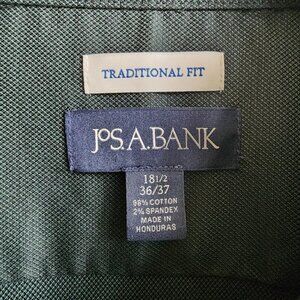 TRADITIONAL FIT
JOS.A.BANK
18 1/2
36/37
98% COTTON
2% SPANDEX
MADE IN
HONDURAS